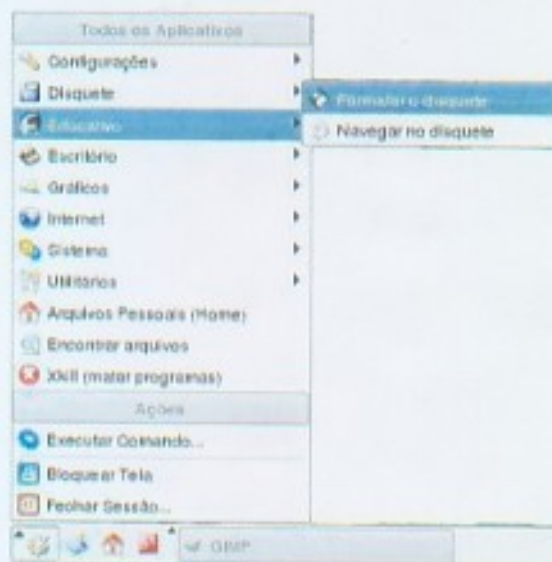 Todos os Aplicativos
Configurações
Disquete
Educativo
Escritório
Gráficos
Internet
Sistema
Utilitários
Arquivos Pessoais (Home)
Encontrar arquivos
Xkill (matar programas)
Ações
Executar Comando...
Bloquear Tela
Fechar Sessão...
Formatar o disquete
Navegar no disquete
GIMP